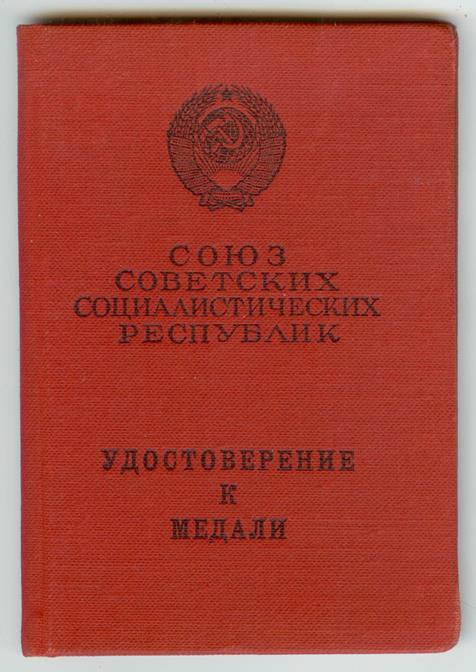 СОЮЗ
СОВЕТСКИХ
СОЦИАЛИСТИЧЕСКИХ
РЕСПУБЛИК
УДОСТОВЕРЕНИЕ
К
МЕДАЛИ